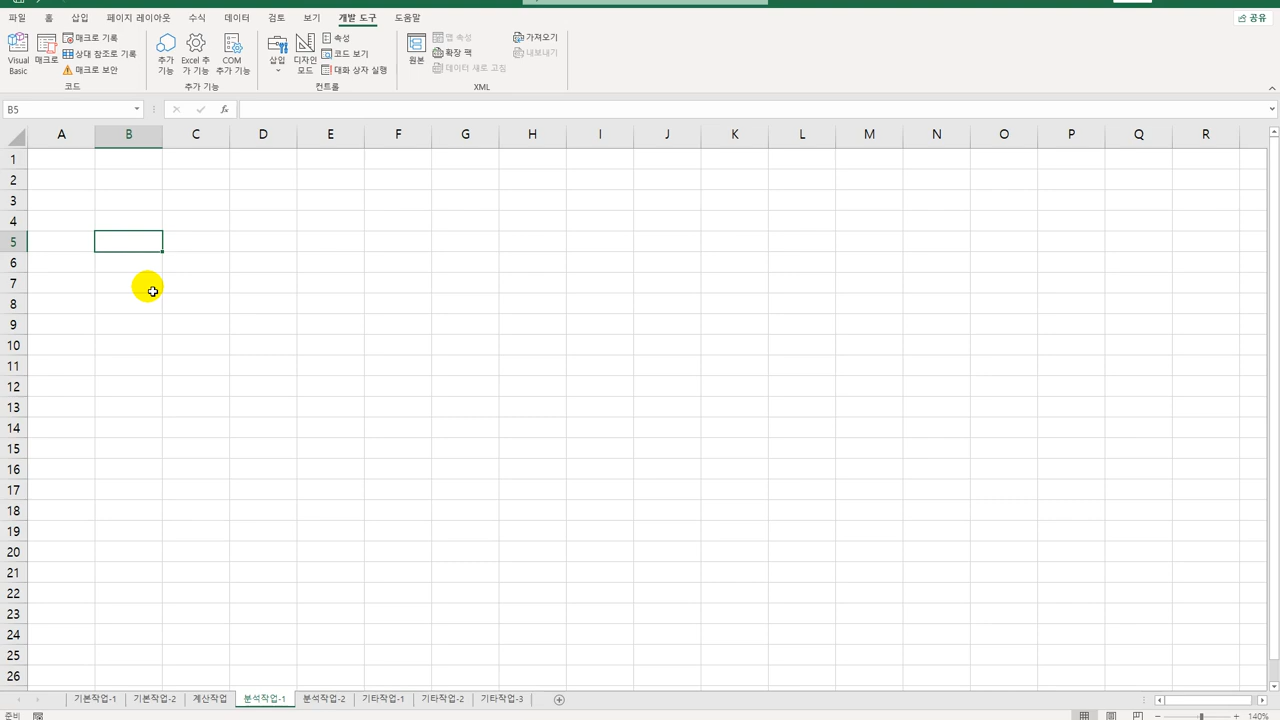 파일 홈 삽입 페이지 레이아웃 수식 데이터 검토 보기 개발 도구 도움말 공유
Visual Basic 매크로 매크로 기록 상대 참조로 기록 매크로 보안
추가 기능 Excel 추가 기능 COM 추가 기능
삽입 디자인 모드 속성 코드 보기 대화 상자 실행
원본 맵 속성 확장 팩 데이터 새로 고침 가져오기 내보내기
코드 추가 기능 컨트롤 XML
B5 fx
A B C D E F G H I J K L M N O P Q R
1
2
3
4
5
6
7
8
9
10
11
12
13
14
15
16
17
18
19
20
21
22
23
24
25
26
기본작업-1 기본작업-2 계산작업 분석작업-1 분석작업-2 기타작업-1 기타작업-2 기타작업-3
준비 140%